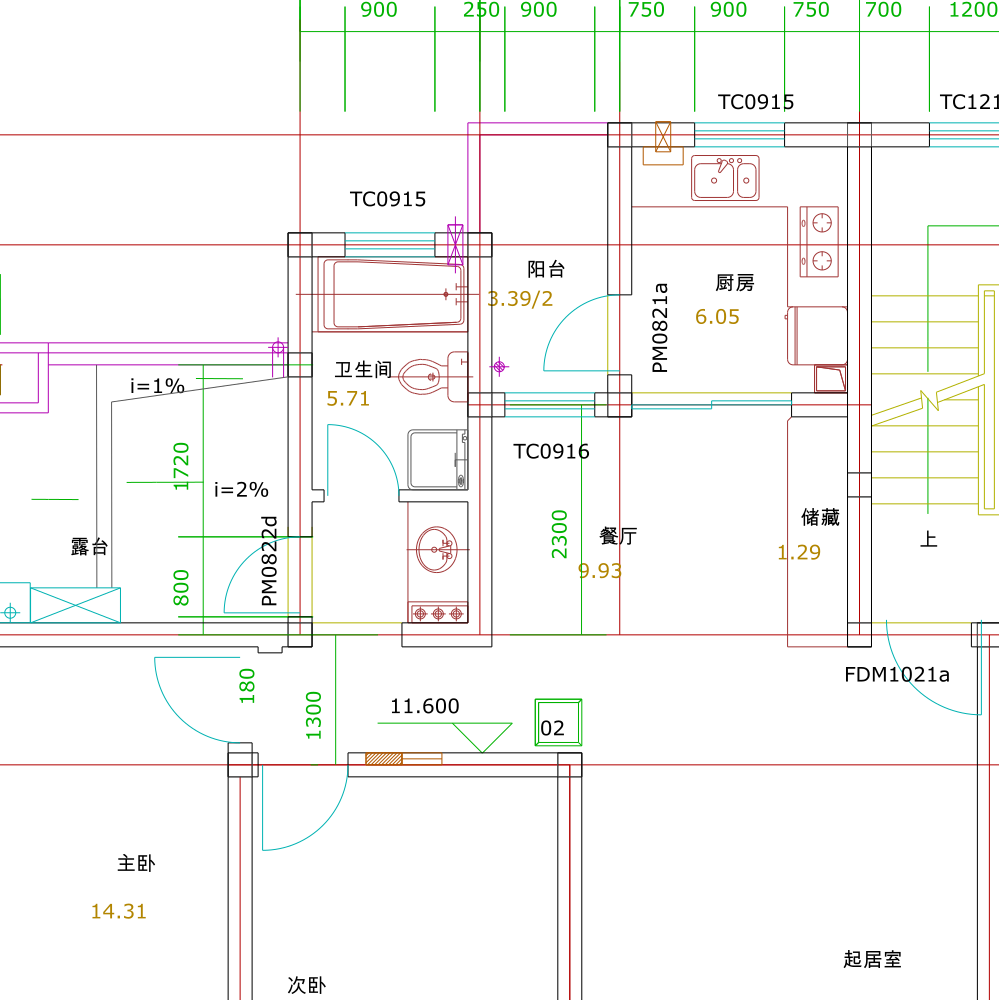 900
250
900
750
900
750
700
1200
TC0915
TC121
TC0915
阳台
3.39/2
厨房
6.05
PM0821a
卫生间
5.71
i=1%
TC0916
1720
i=2%
储藏
1.29
2300
餐厅
9.93
上
露台
PM0822d
800
FDM1021a
180
1300
11.600
02
主卧
14.31
次卧
起居室